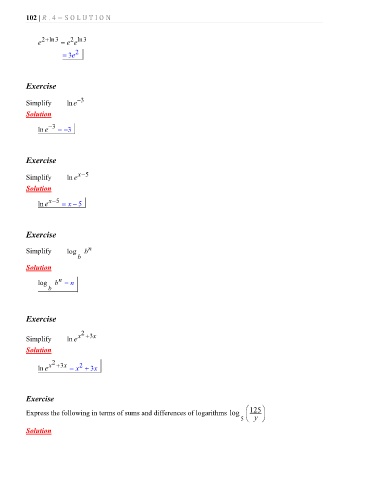 102 | R . 4 – S O L U T I O N
e^{2+ln 3} = e^2 e^{ln 3}
= 3e^2
Exercise
Simplify ln e^{−3}
Solution
ln e^{−3} = −3
Exercise
Simplify ln e^{x−5}
Solution
ln e^{x−5} = x − 5
Exercise
Simplify log_b b^n
Solution
log_b b^n = n
Exercise
Simplify ln e^{x^2+3x}
Solution
ln e^{x^2+3x} = x^2 + 3x
Exercise
Express the following in terms of sums and differences of logarithms log_5 (125/y)
Solution